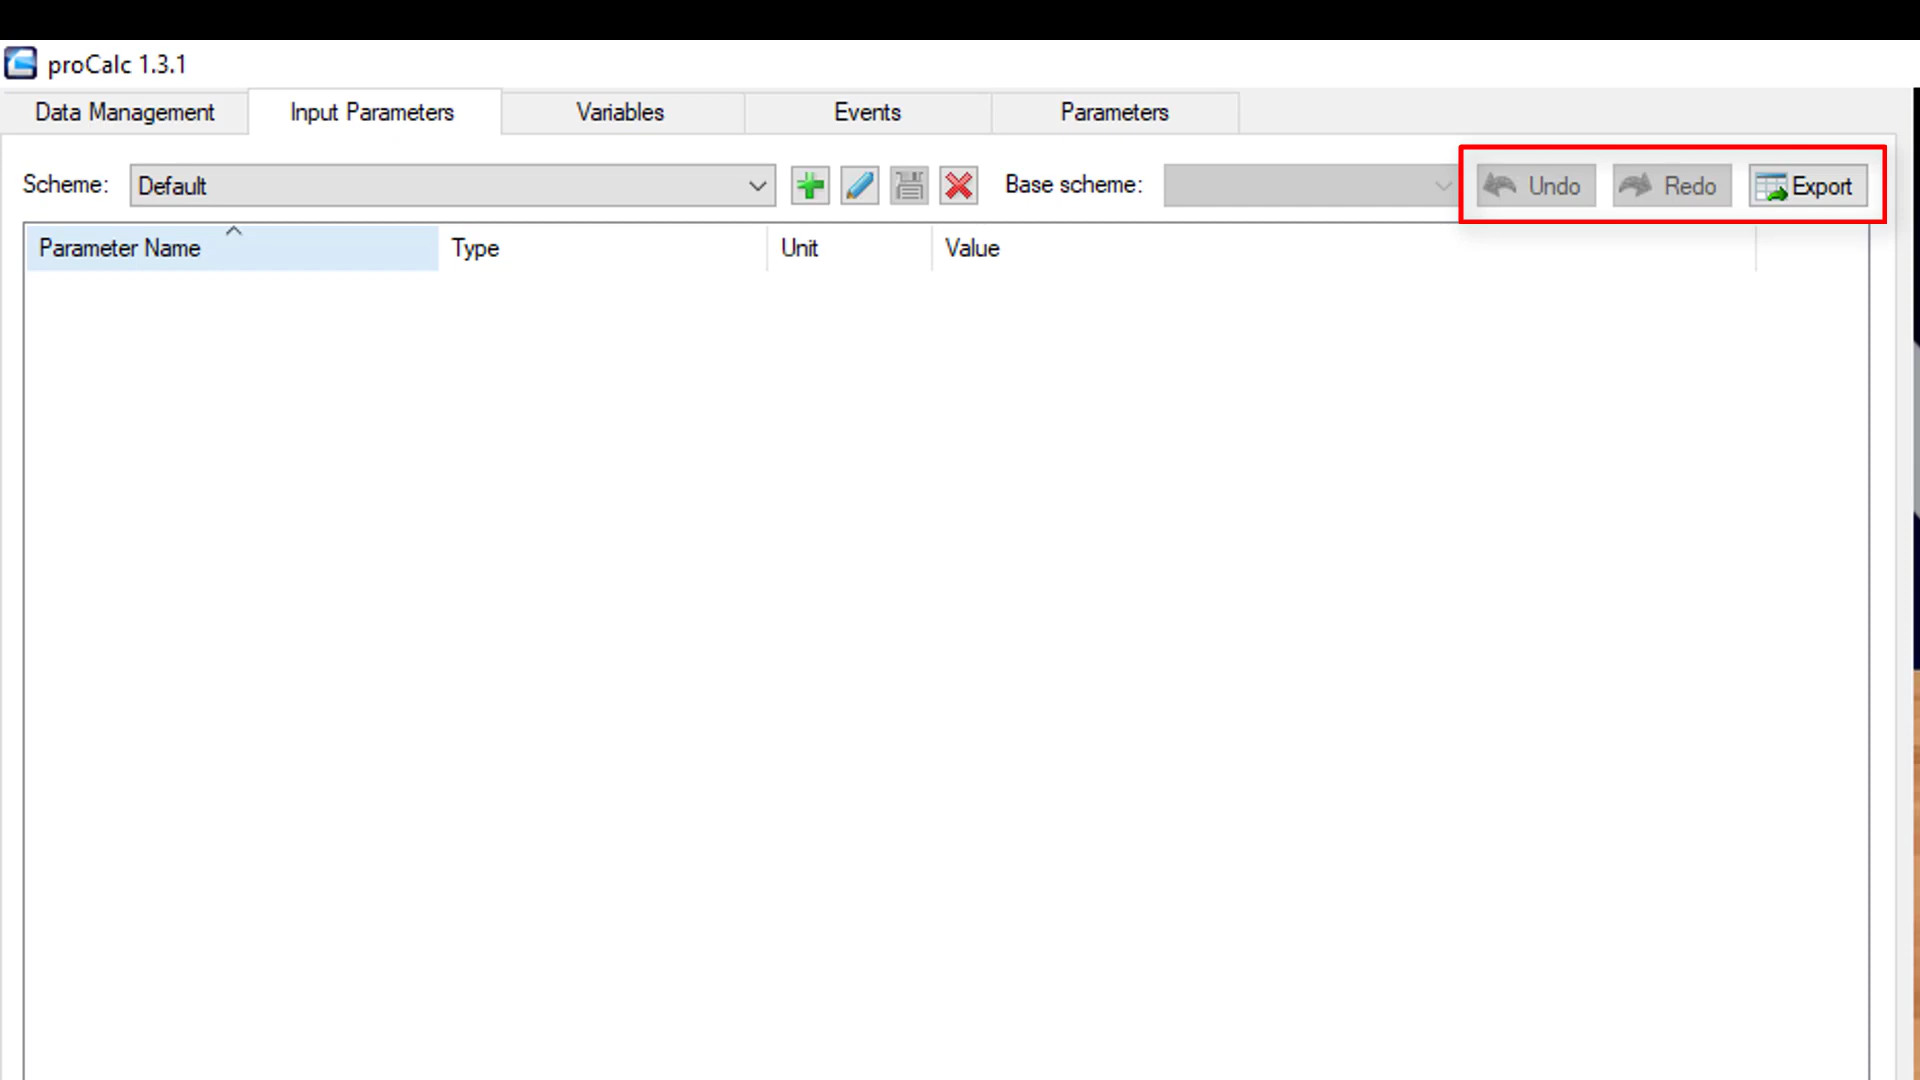 proCalc 1.3.1
Data Management Input Parameters Variables Events Parameters
Scheme: Default Base scheme: Undo Redo Export
Parameter Name Type Unit Value